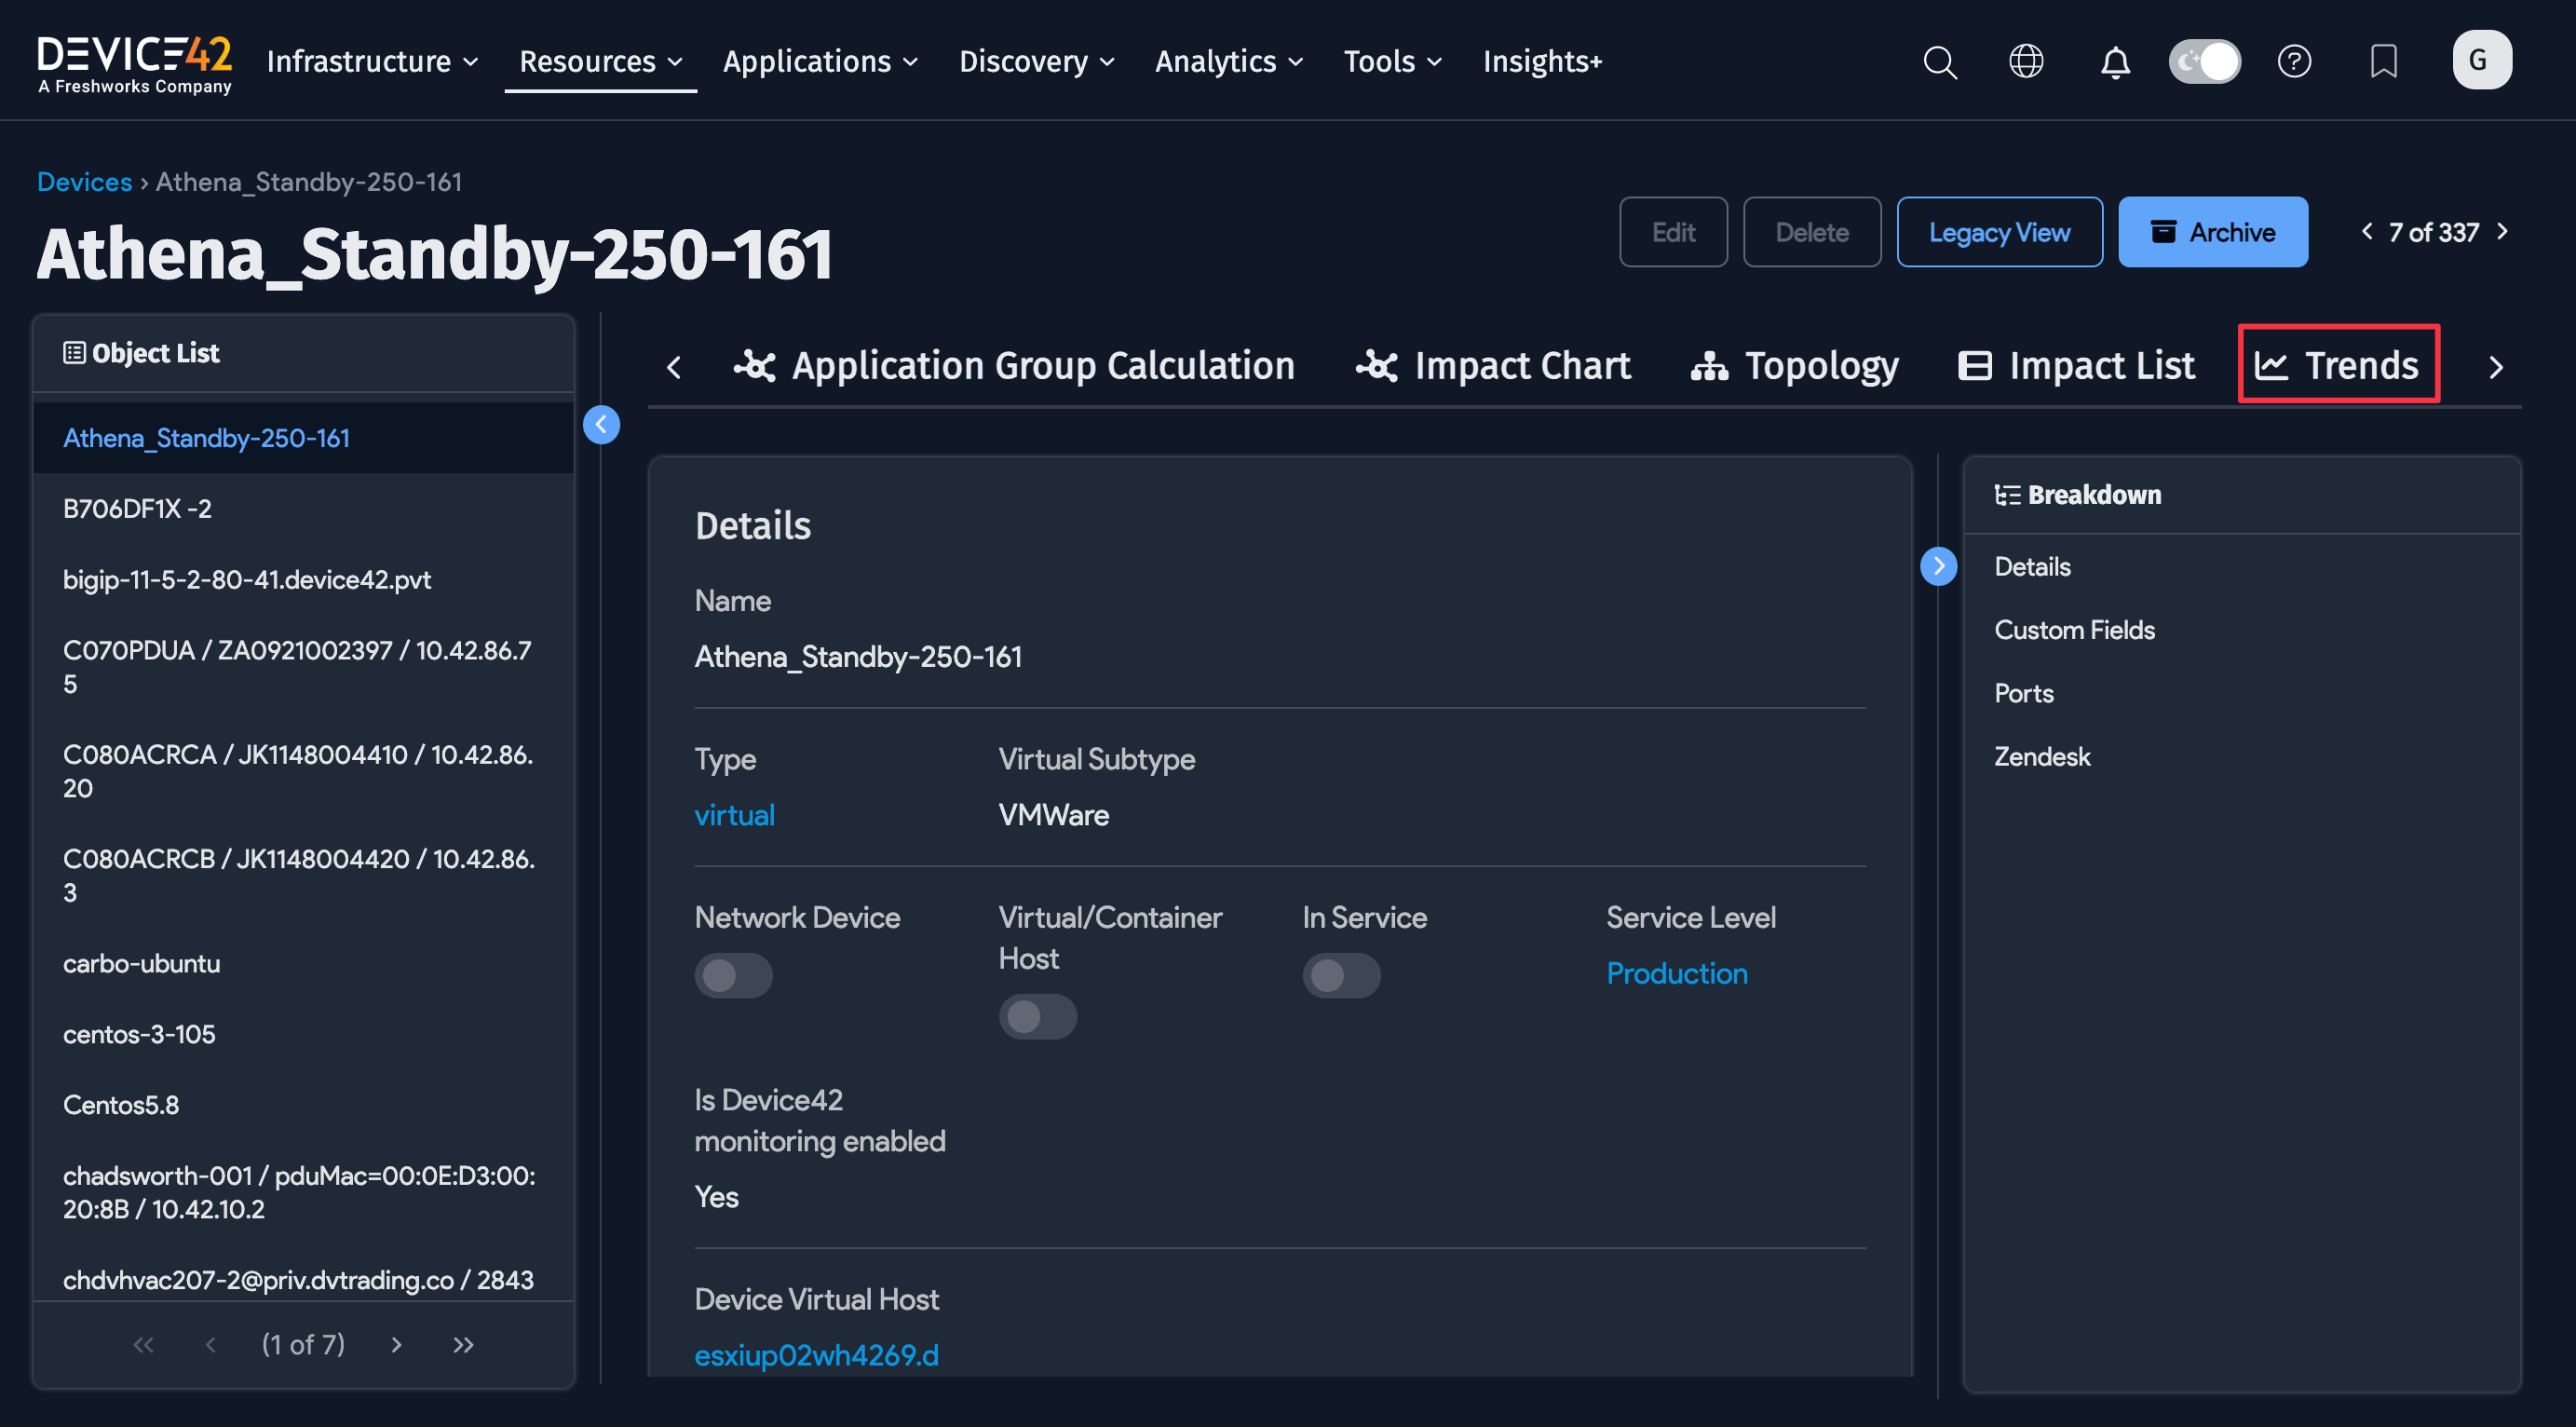 DEVICE42
A Freshworks Company
Infrastructure
Resources
Applications
Discovery
Analytics
Tools
Insights+
G
Devices › Athena_Standby-250-161
Athena_Standby-250-161
Edit
Delete
Legacy View
Archive
7 of 337
Object List
Athena_Standby-250-161
B706DF1X -2
bigip-11-5-2-80-41.device42.pvt
C070PDUA / ZA0921002397 / 10.42.86.7
5
C080ACRCA / JK1148004410 / 10.42.86.
20
C080ACRCB / JK1148004420 / 10.42.86.
3
carbo-ubuntu
centos-3-105
Centos5.8
chadsworth-001 / pduMac=00:0E:D3:00:
20:8B / 10.42.10.2
chdvhvac207-2@priv.dvtrading.co / 2843
(1 of 7)
Application Group Calculation
Impact Chart
Topology
Impact List
Trends
Details
Name
Athena_Standby-250-161
Type
Virtual Subtype
virtual
VMWare
Network Device
Virtual/Container
Host
In Service
Service Level
Production
Is Device42
monitoring enabled
Yes
Device Virtual Host
esxiup02wh4269.d
Breakdown
Details
Custom Fields
Ports
Zendesk